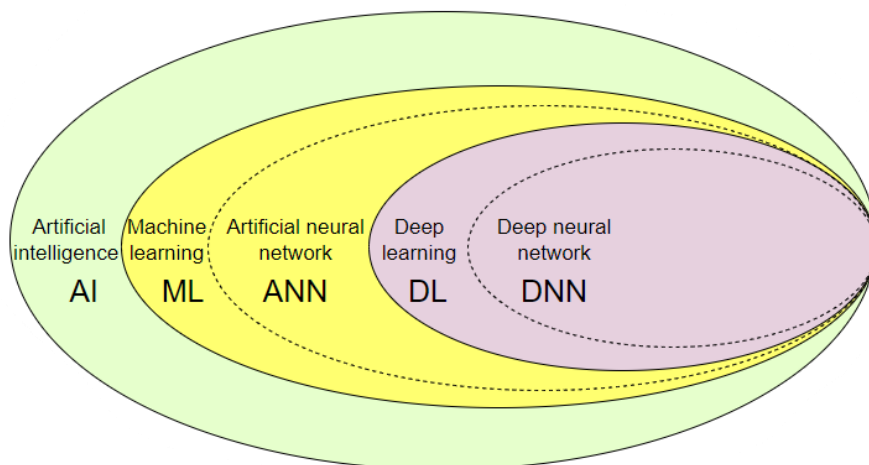 Artificial
intelligence
AI
Machine
learning
ML
Artificial neural
network
ANN
Deep
learning
DL
Deep neural
network
DNN